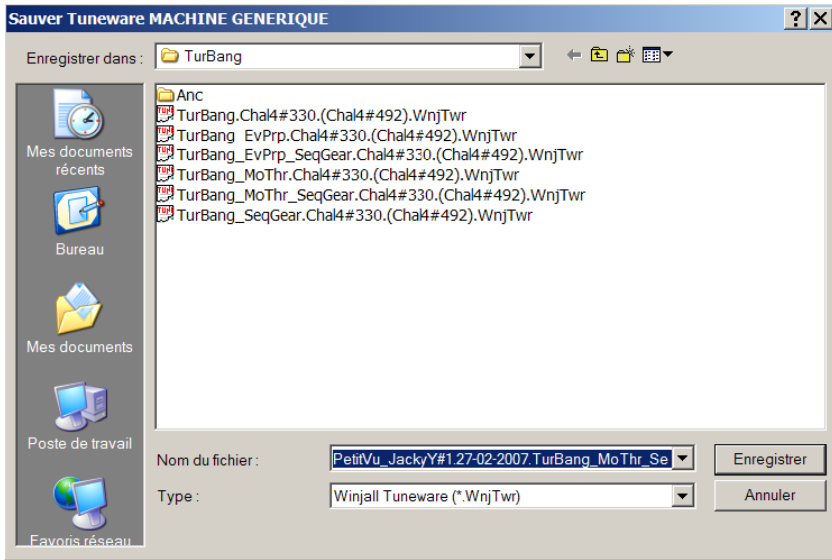 Sauver Tuneware MACHINE GENERIQUE
Enregistrer dans :
TurBang
Anc
TurBang.Chal4#330.(Chal4#492).WnjTwr
TurBang_EvPrp.Chal4#330.(Chal4#492).WnjTwr
TurBang_EvPrp_SeqGear.Chal4#330.(Chal4#492).WnjTwr
TurBang_MoThr.Chal4#330.(Chal4#492).WnjTwr
TurBang_MoThr_SeqGear.Chal4#330.(Chal4#492).WnjTwr
TurBang_SeqGear.Chal4#330.(Chal4#492).WnjTwr
Mes documents
récents
Bureau
Mes documents
Poste de travail
Favoris réseau
Nom du fichier :
PetitVu_JackyY#1.27-02-2007.TurBang_MoThr_Se
Enregistrer
Type :
Winjall Tuneware (*.WnjTwr)
Annuler